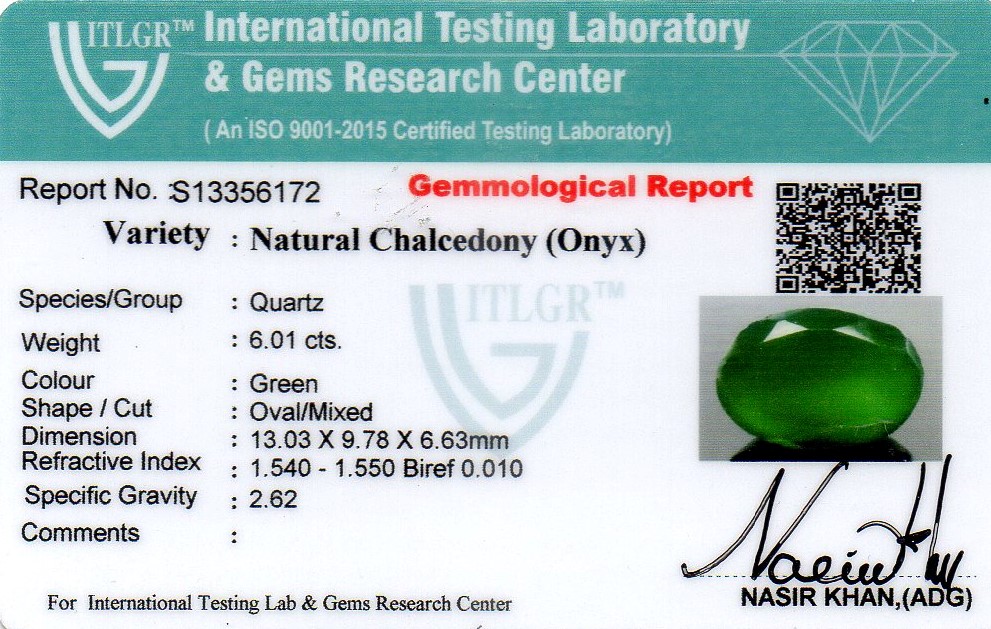 ITLGR™
International Testing Laboratory
& Gems Research Center
( An ISO 9001-2015 Certified Testing Laboratory)
Report No. :S13356172
Gemmological Report
Variety : Natural Chalcedony (Onyx)
ITLGR™
Species/Group : Quartz
Weight : 6.01 cts.
Colour : Green
Shape / Cut : Oval/Mixed
Dimension : 13.03 X 9.78 X 6.63mm
Refractive Index : 1.540 - 1.550 Biref 0.010
Specific Gravity : 2.62
Comments :
NASIR KHAN,(ADG)
For International Testing Lab & Gems Research Center